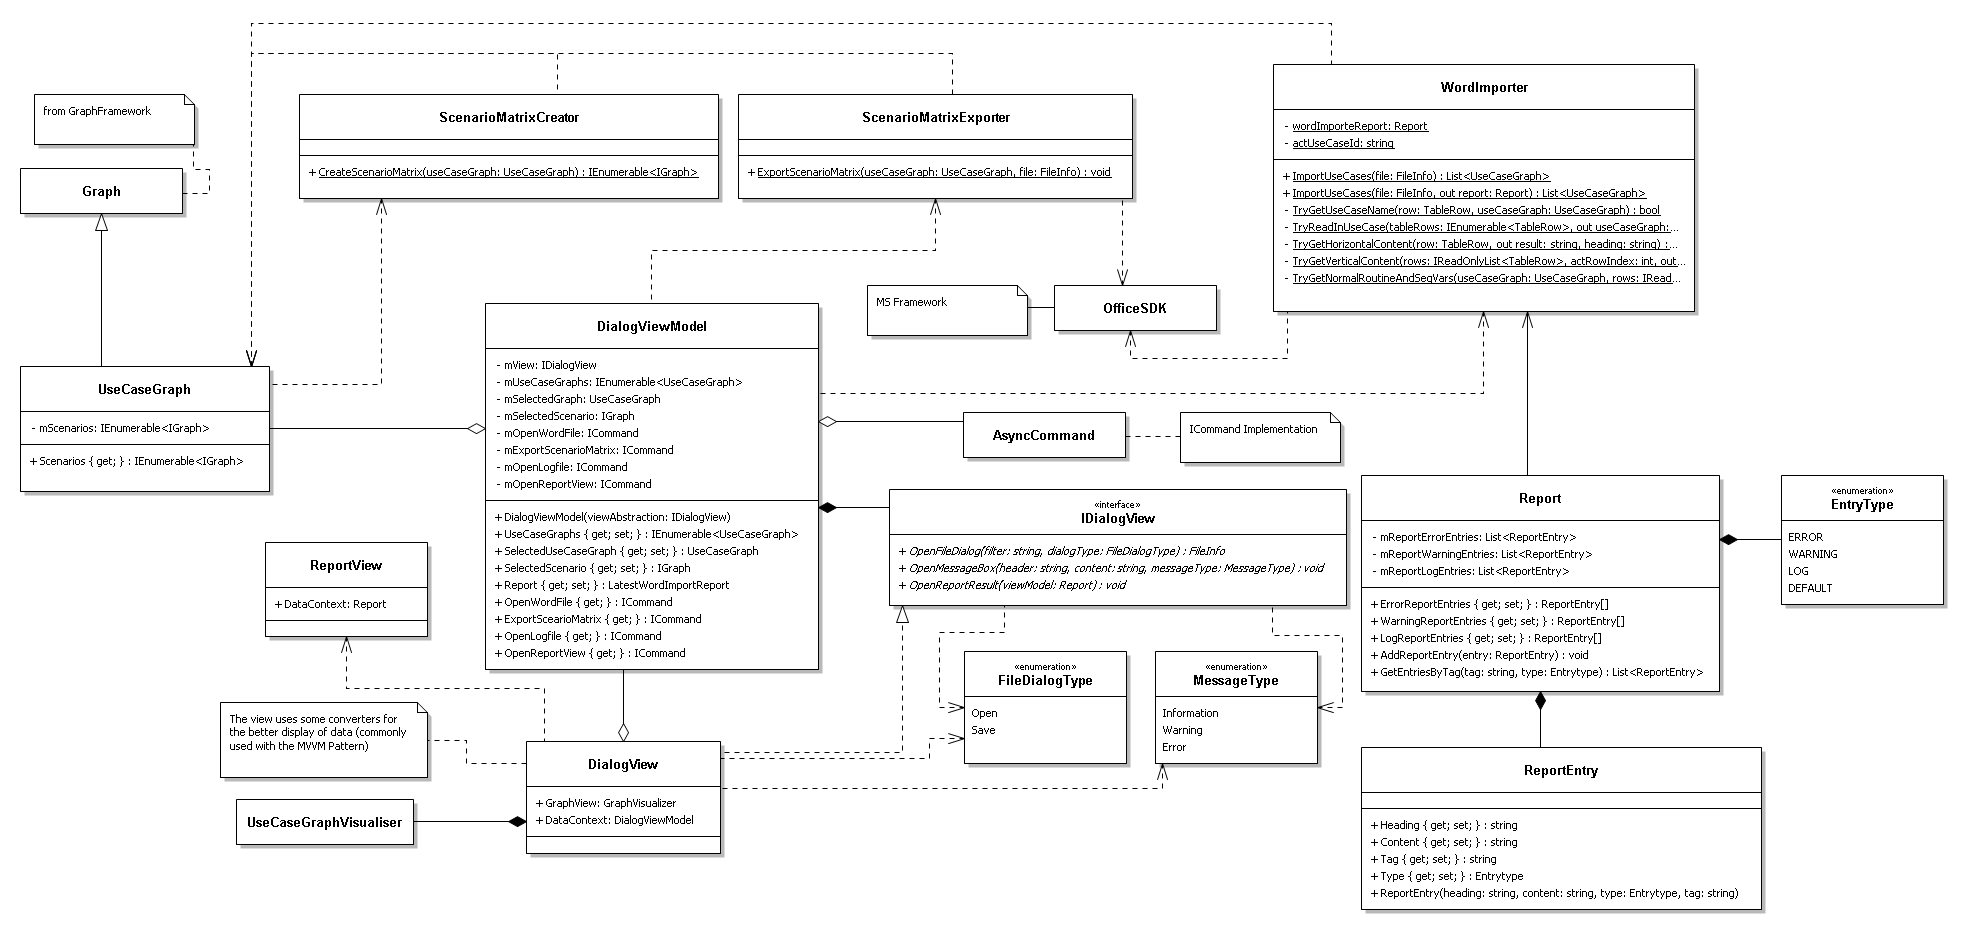 from GraphFramework
Graph
ScenarioMatrixCreator
+ CreateScenarioMatrix(useCaseGraph: UseCaseGraph) : IEnumerable<IGraph>
ScenarioMatrixExporter
+ ExportScenarioMatrix(useCaseGraph: UseCaseGraph, file: FileInfo) : void
WordImporter
- wordImporteReport: Report
- actUseCaseId: string
+ ImportUseCases(file: FileInfo) : List<UseCaseGraph>
+ ImportUseCases(file: FileInfo, out report: Report) : List<UseCaseGraph>
- TryGetUseCaseName(row: TableRow, useCaseGraph: UseCaseGraph) : bool
- TryReadInUseCase(tableRows: IEnumerable<TableRow>, out useCaseGraph:...
- TryGetHorizontalContent(row: TableRow, out result: string, heading: string) :...
- TryGetVerticalContent(rows: IReadOnlyList<TableRow>, actRowIndex: int, out...
- TryGetNormalRoutineAndSeqVars(useCaseGraph: UseCaseGraph, rows: IRead...
MS Framework
OfficeSDK
UseCaseGraph
- mScenarios: IEnumerable<IGraph>
+ Scenarios { get; } : IEnumerable<IGraph>
DialogViewModel
- mView: IDialogView
- mUseCaseGraphs: IEnumerable<UseCaseGraph>
- mSelectedGraph: UseCaseGraph
- mSelectedScenario: IGraph
- mOpenWordFile: ICommand
- mExportScenarioMatrix: ICommand
- mOpenLogfile: ICommand
- mOpenReportView: ICommand
+ DialogViewModel(viewAbstraction: IDialogView)
+ UseCaseGraphs { get; set; } : IEnumerable<UseCaseGraph>
+ SelectedUseCaseGraph { get; set; } : UseCaseGraph
+ SelectedScenario { get; set; } : IGraph
+ Report { get; set; } : LatestWordImportReport
+ OpenWordFile { get; } : ICommand
+ ExportScearioMatrix { get; } : ICommand
+ OpenLogfile { get; } : ICommand
+ OpenReportView { get; } : ICommand
AsyncCommand
ICommand Implementation
«interface»
IDialogView
+ OpenFileDialog(filter: string, dialogType: FileDialogType) : FileInfo
+ OpenMessageBox(header: string, content: string, messageType: MessageType) : void
+ OpenReportResult(viewModel: Report) : void
Report
- mReportErrorEntries: List<ReportEntry>
- mReportWarningEntries: List<ReportEntry>
- mReportLogEntries: List<ReportEntry>
+ ErrorReportEntries { get; set; } : ReportEntry[]
+ WarningReportEntries { get; set; } : ReportEntry[]
+ LogReportEntries { get; set; } : ReportEntry[]
+ AddReportEntry(entry: ReportEntry) : void
+ GetEntriesByTag(tag: string, type: Entrytype) : List<ReportEntry>
«enumeration»
EntryType
ERROR
WARNING
LOG
DEFAULT
ReportView
+ DataContext: Report
The view uses some converters for
the better display of data (commonly
used with the MVVM Pattern)
«enumeration»
FileDialogType
Open
Save
«enumeration»
MessageType
Information
Warning
Error
DialogView
+ GraphView: GraphVisualizer
+ DataContext: DialogViewModel
UseCaseGraphVisualiser
ReportEntry
+ Heading { get; set; } : string
+ Content { get; set; } : string
+ Tag { get; set; } : string
+ Type { get; set; } : Entrytype
+ ReportEntry(heading: string, content: string, type: Entrytype, tag: string)